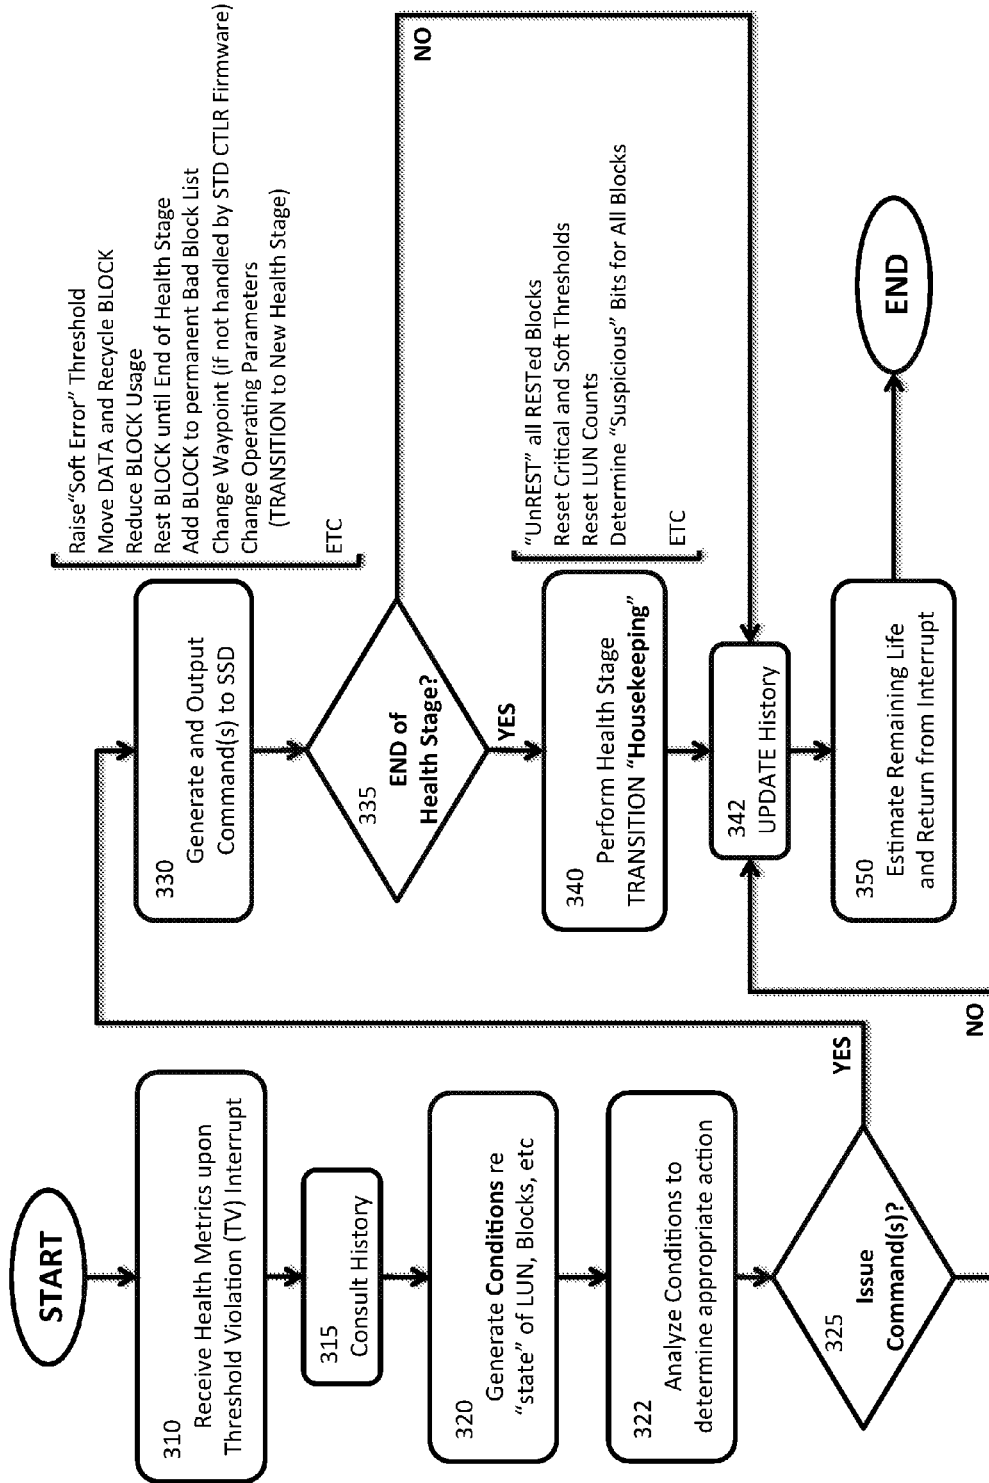 START
310
Receive Health Metrics upon
Threshold Violation (TV) Interrupt
315
Consult History
320
Generate Conditions re
“state” of LUN, Blocks, etc
322
Analyze Conditions to
determine appropriate action
325
Issue
Command(s)?
YES
NO
330
Generate and Output
Command(s) to SSD
Raise“Soft Error” Threshold
Move DATA and Recycle BLOCK
Reduce BLOCK Usage
Rest BLOCK until End of Health Stage
Add BLOCK to permanent Bad Block List
Change Waypoint (if not handled by STD CTLR Firmware)
Change Operating Parameters
(TRANSITION to New Health Stage)
ETC
335
END of
Health Stage?
YES
NO
340
Perform Health Stage
TRANSITION “Housekeeping”
“UnREST” all RESTed Blocks
Reset Critical and Soft Thresholds
Reset LUN Counts
Determine “Suspicious” Bits for All Blocks
ETC
342
UPDATE History
350
Estimate Remaining Life
and Return from Interrupt
END